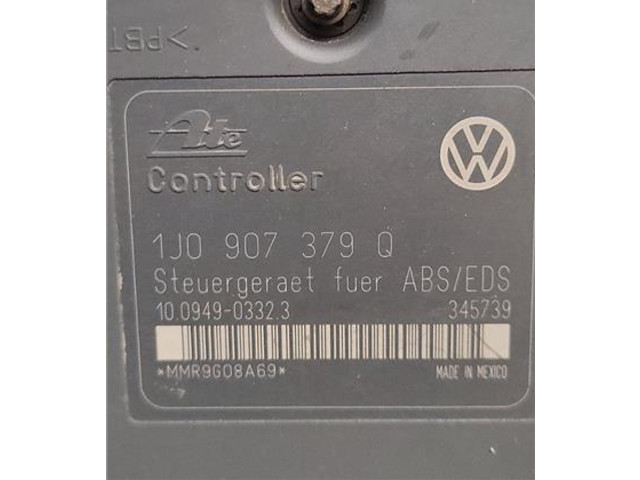 >PBT
Ate
Controller
VW
1J0 907 379 Q
Steuergeraet fuer ABS/EDS
10.0949-0332.3 345739
*MMR9G08A69* MADE IN MEXICO